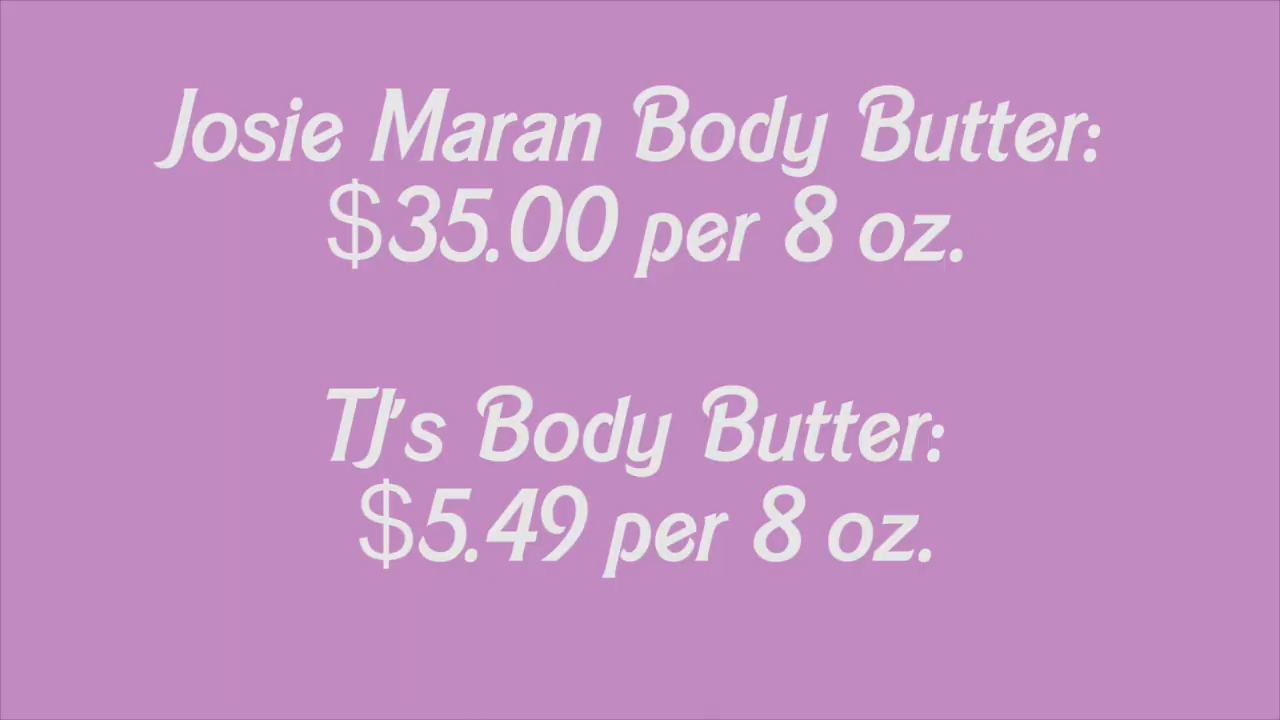 Josie Maran Body Butter:
$35.00 per 8 oz.
TJ's Body Butter:
$5.49 per 8 oz.